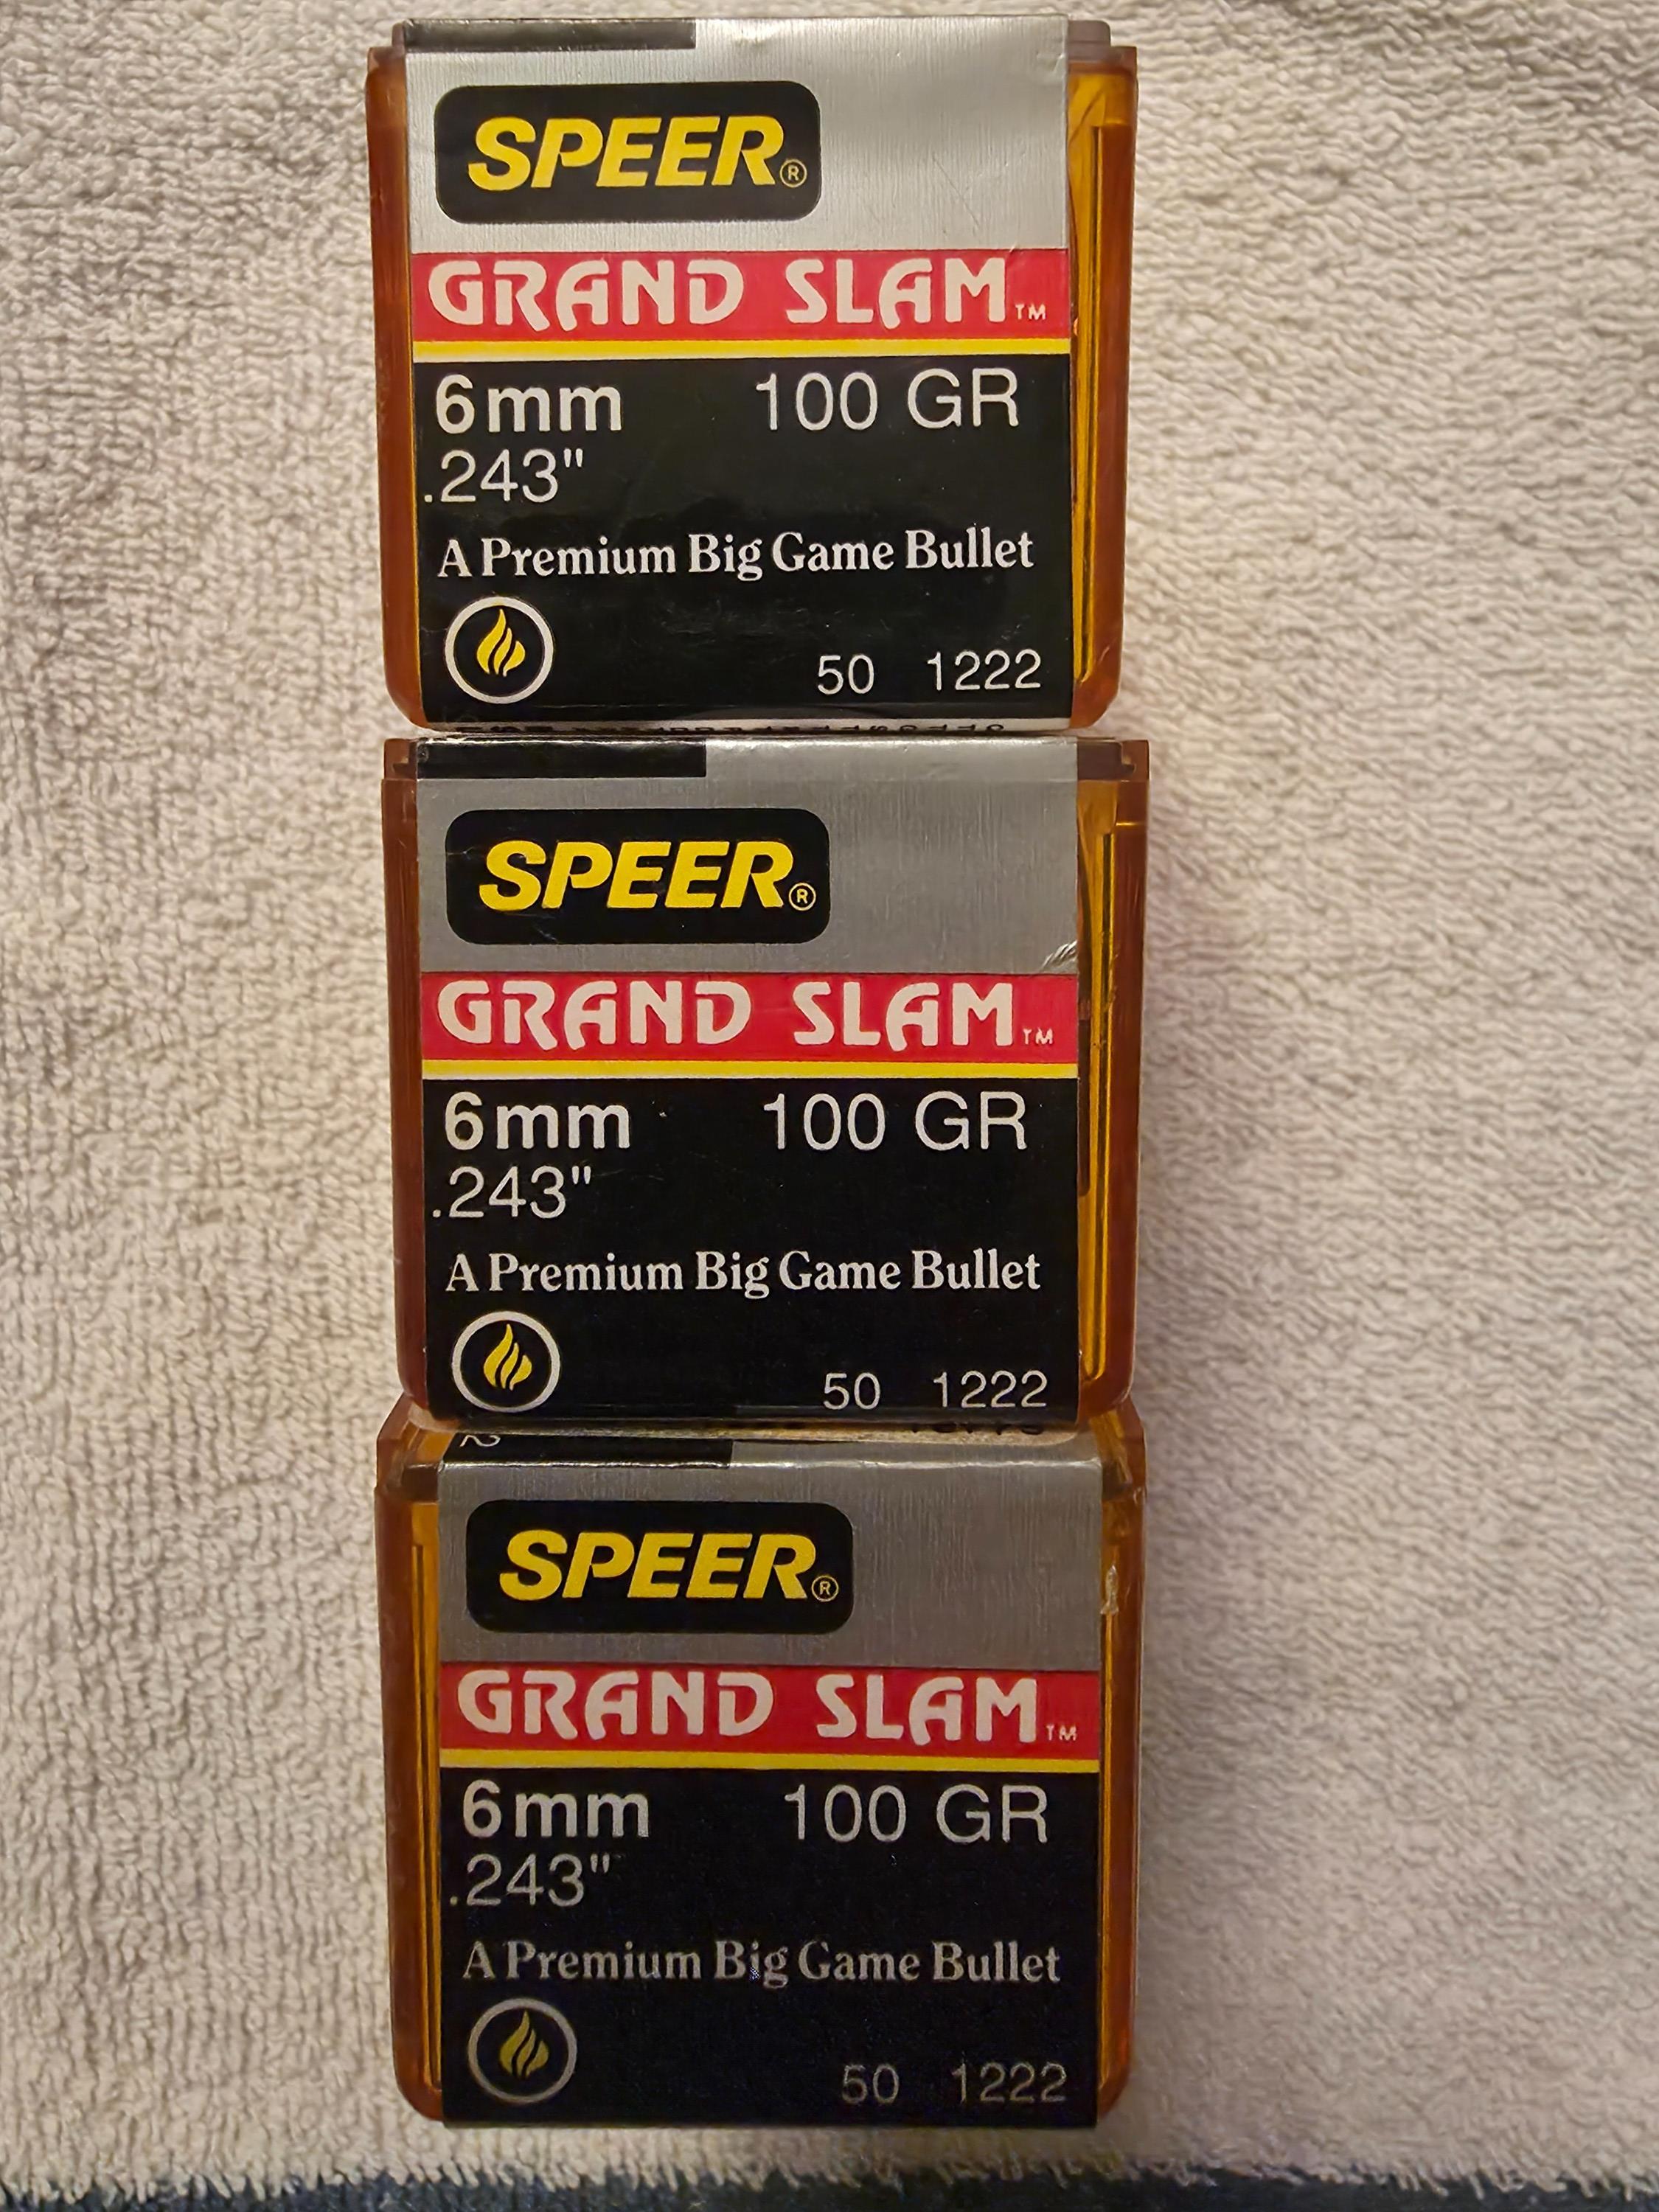 SPEER®
GRAND SLAM™
6mm 100 GR
.243"
A Premium Big Game Bullet
50 1222
SPEER®
GRAND SLAM™
6mm 100 GR
.243"
A Premium Big Game Bullet
50 1222
SPEER®
GRAND SLAM™
6mm 100 GR
.243"
A Premium Big Game Bullet
50 1222